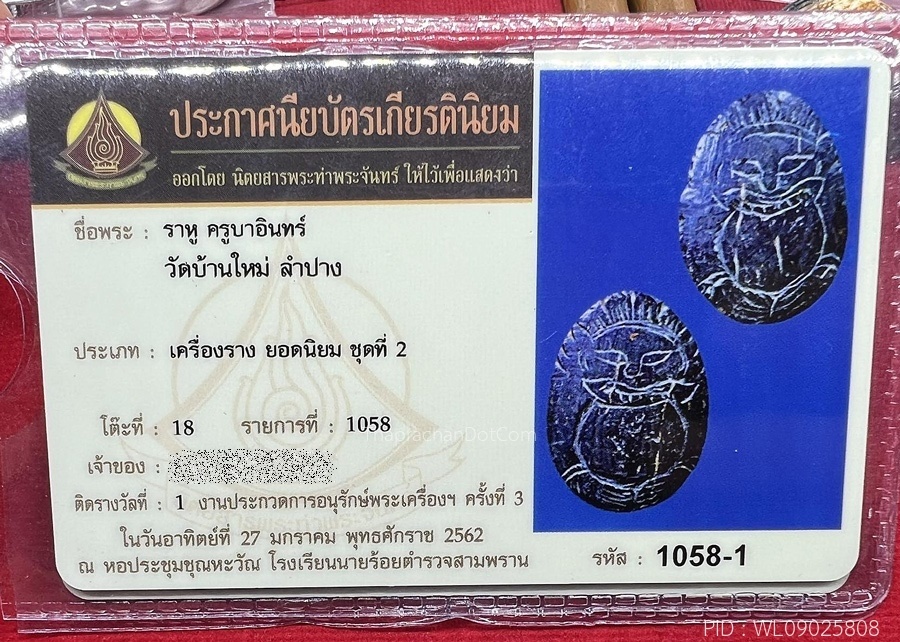 ประกาศนียบัตรเกียรตินิยม
ออกโดย นิตยสารพระท่าพระจันทร์ ให้ไว้เพื่อแสดงว่า
ชื่อพระ : ราหู ครูบาอินทร์
วัดบ้านใหม่ ลำปาง
ประเภท : เครื่องราง ยอดนิยม ชุดที่ 2
โต๊ะที่ : 18 รายการที่ : 1058
ThaprachanDotCom
เจ้าของ :
ติดรางวัลที่ : 1 งานประกวดการอนุรักษ์พระเครื่องฯ ครั้งที่ 3
ในวันอาทิตย์ที่ 27 มกราคม พุทธศักราช 2562
ณ หอประชุมชุณหะวัณ โรงเรียนนายร้อยตำรวจสามพราน
รหัส : 1058-1
PID : WL09025808